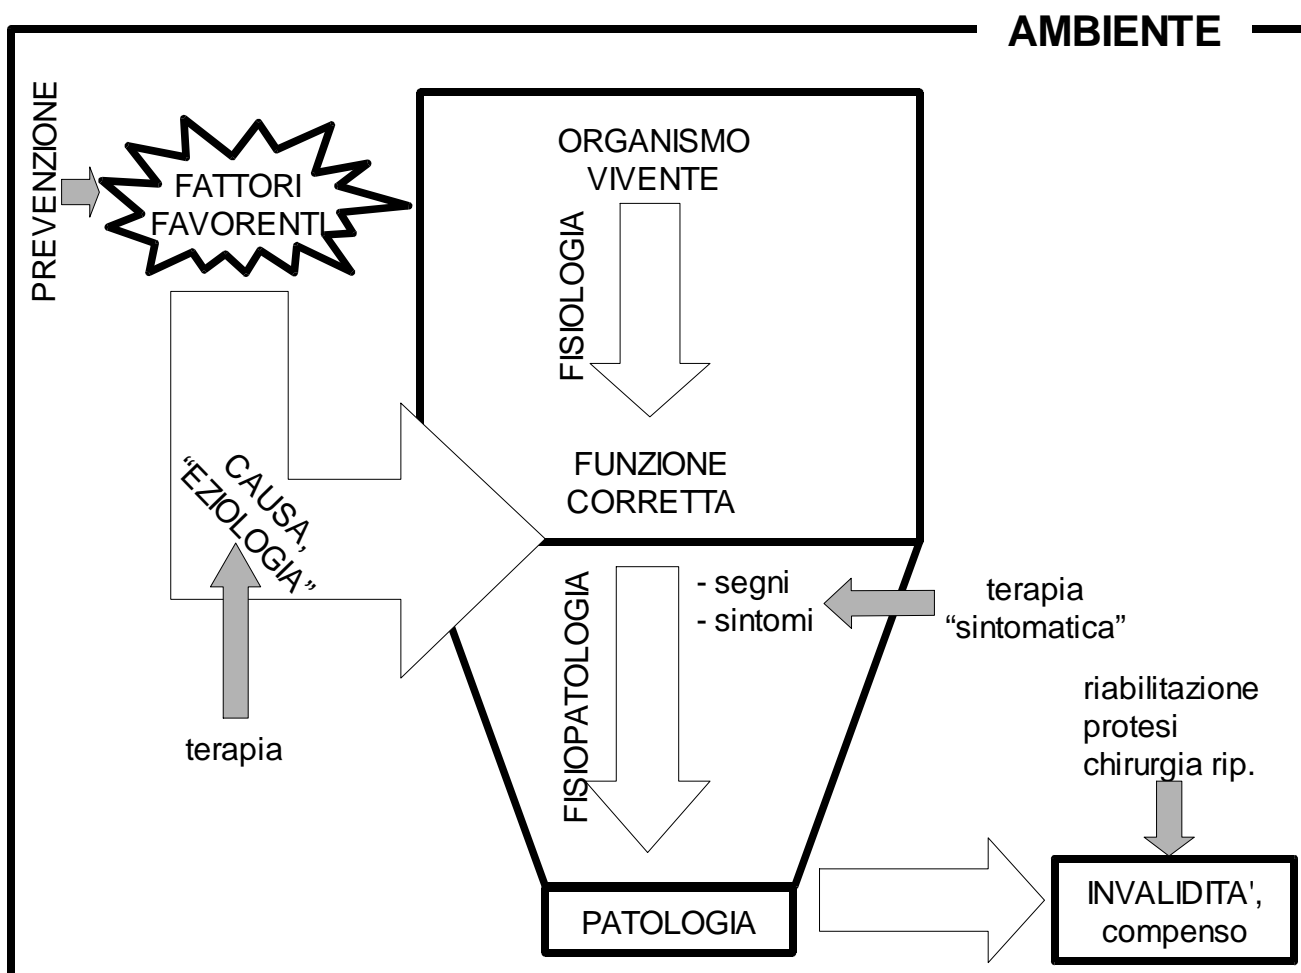 AMBIENTE
PREVENZIONE
FATTORI
FAVORENTI
ORGANISMO
VIVENTE
FISIOLOGIA
FUNZIONE
CORRETTA
CAUSA,
“EZIOLOGIA”
terapia
FISIOPATOLOGIA
- segni
- sintomi
terapia
“sintomatica”
riabilitazione
protesi
chirurgia rip.
PATOLOGIA
INVALIDITA',
compenso